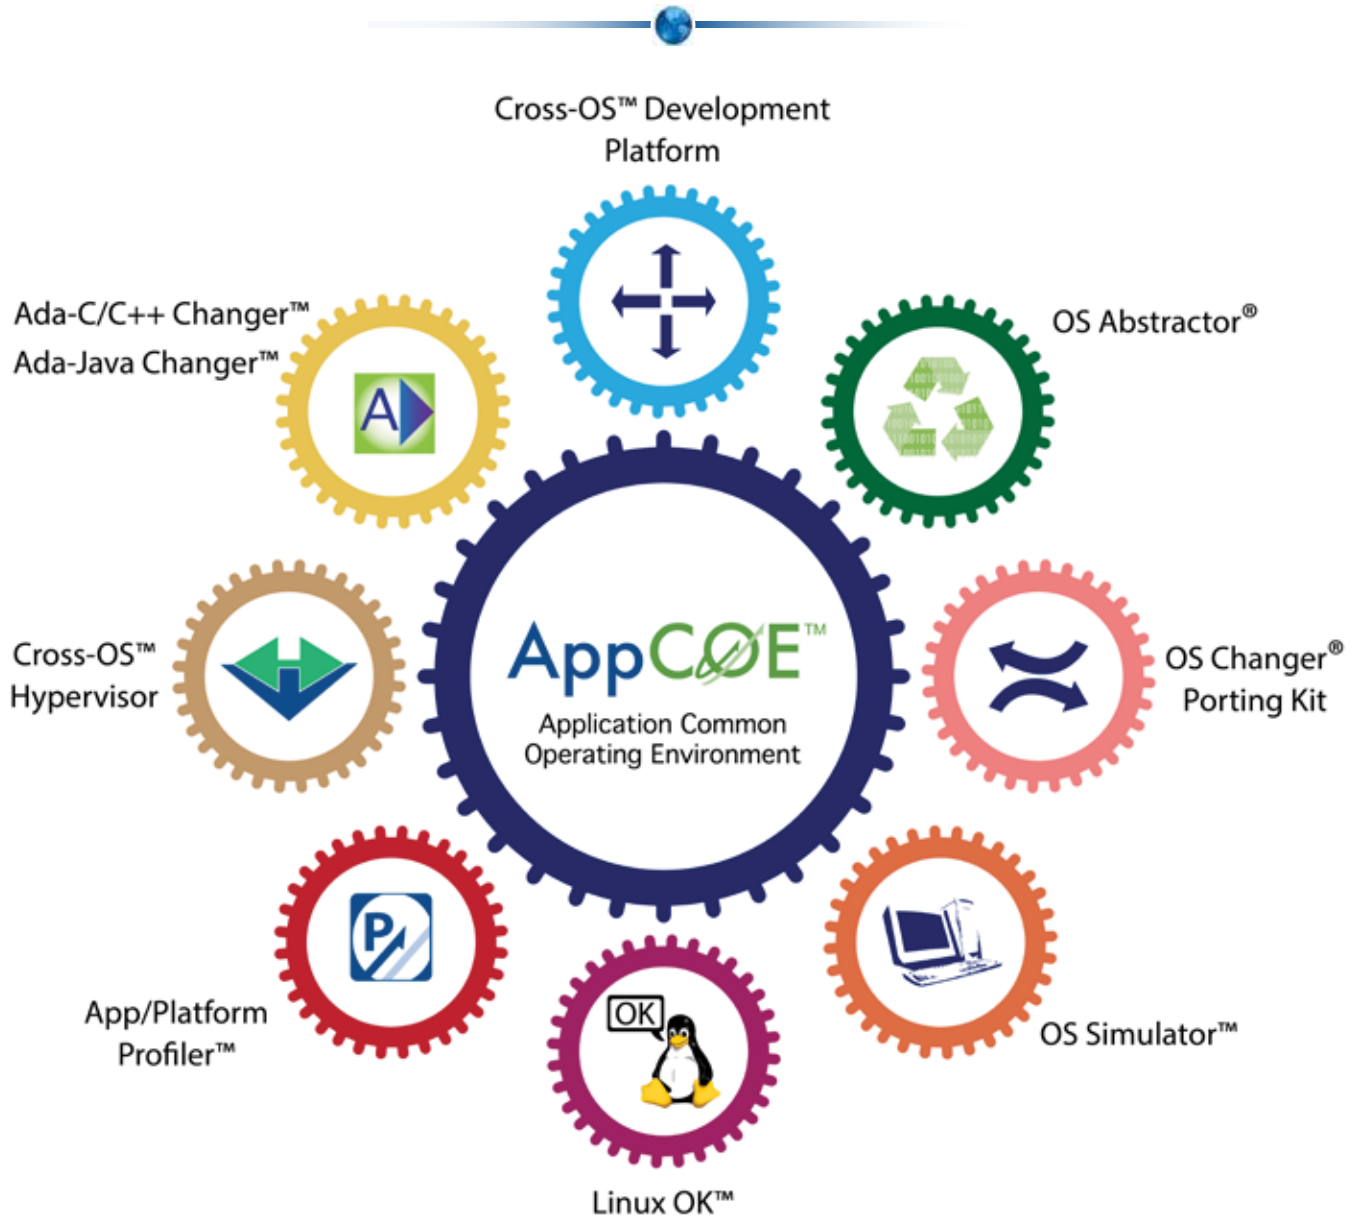 Cross-OS™ Development
Platform
Ada-C/C++ Changer™
Ada-Java Changer™
A
OS Abstractor®
Cross-OS™
Hypervisor
AppCOE™
Application Common
Operating Environment
OS Changer®
Porting Kit
P
App/Platform
Profiler™
OK
OS Simulator™
Linux OK™